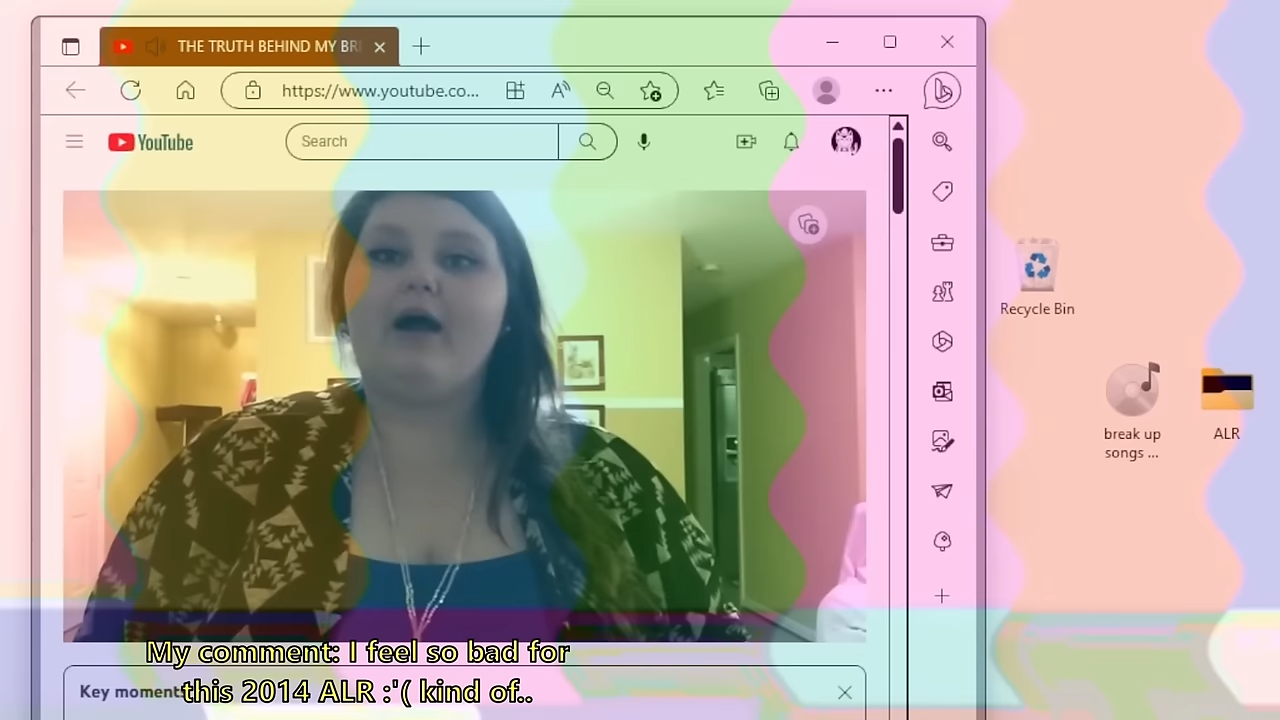 THE TRUTH BEHIND MY BR
https://www.youtube.co...
YouTube
Search
Recycle Bin
break up
songs ...
ALR
My comment: I feel so bad for
Key moments
this 2014 ALR :'( kind of..